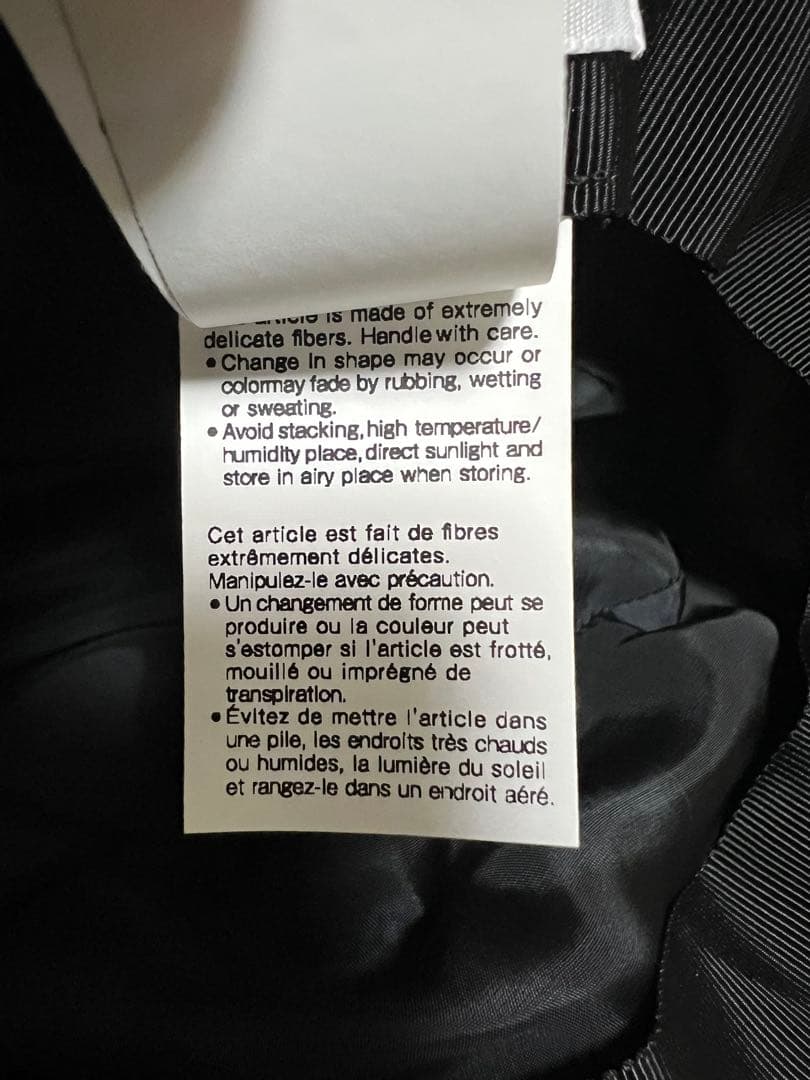 article is made of extremely
delicate fibers. Handle with care.
• Change in shape may occur or
colormay fade by rubbing, wetting
or sweating.
• Avoid stacking, high temperature/
humidity place, direct sunlight and
store in airy place when storing.
Cet article est fait de fibres
extrêmement délicates.
Manipulez-le avec précaution.
• Un changement de forme peut se
produire ou la couleur peut
s'estomper si l'article est frotté,
mouillé ou imprégné de
transpiration.
• Évitez de mettre l'article dans
une pile, les endroits très chauds
ou humides, la lumière du soleil
et rangez-le dans un endroit aéré.